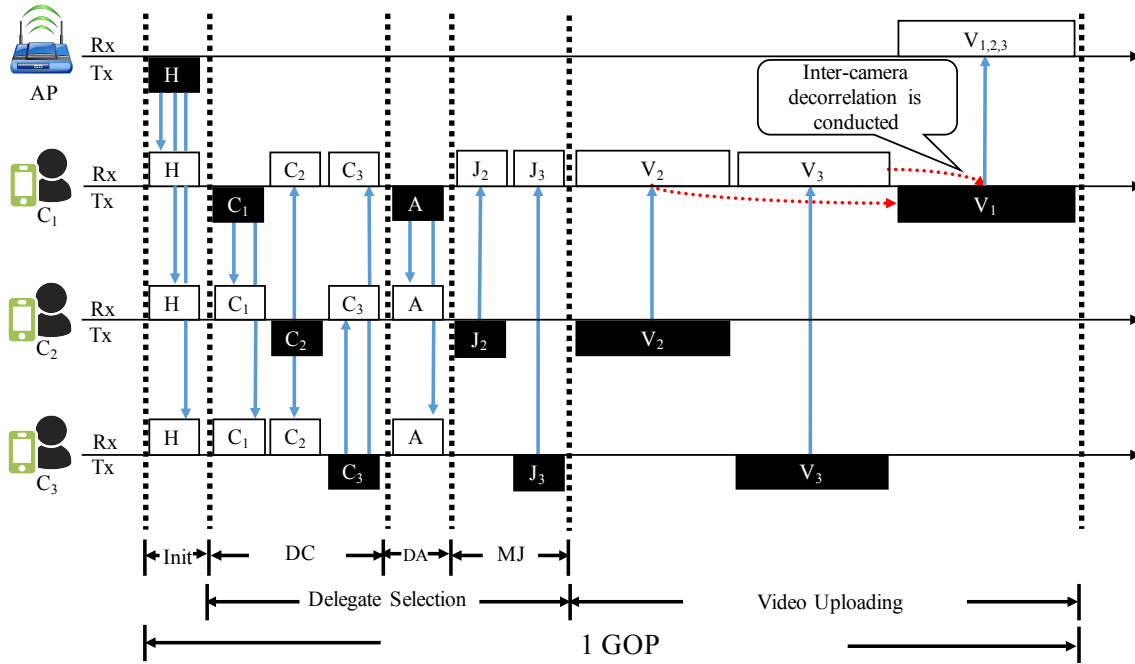 Rx
V1,2,3
Tx
H
AP
Inter-camera
decorrelation is
conducted
Rx
H
C2
C3
J2
J3
V2
V3
Tx
C1
A
V1
C1
Rx
H
C1
C3
A
Tx
C2
J2
V2
C2
Rx
H
C1
C2
A
Tx
C3
J3
V3
C3
Init
DC
DA
MJ
Delegate Selection
Video Uploading
1 GOP